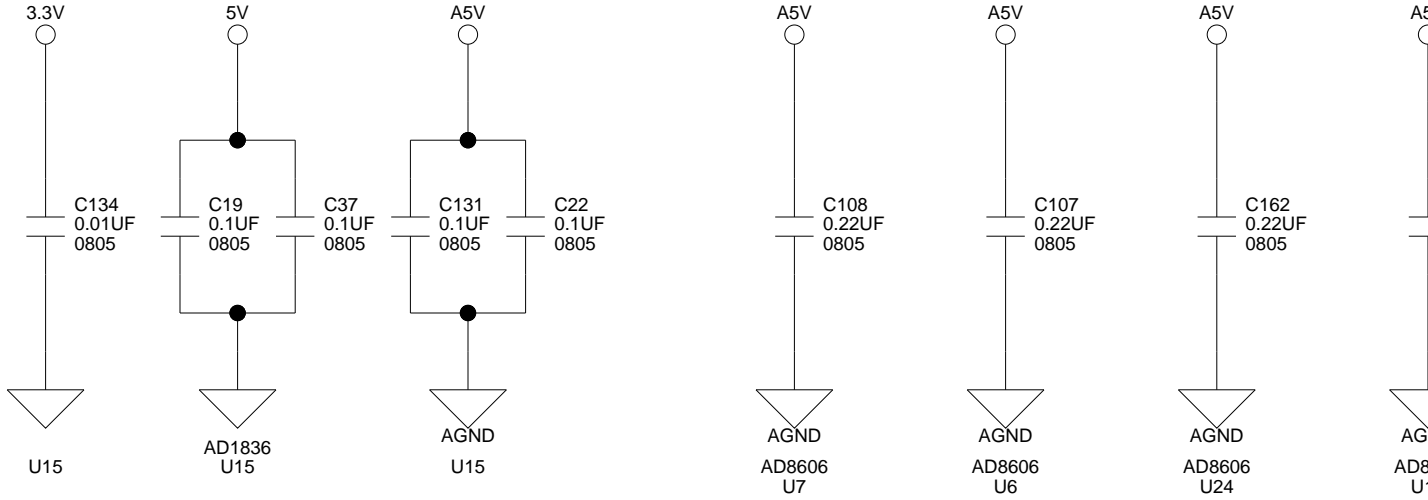 3.3V
5V
A5V
A5V
A5V
A5V
C134
0.01UF
0805
C19
0.1UF
0805
C37
0.1UF
0805
C131
0.1UF
0805
C22
0.1UF
0805
C108
0.22UF
0805
C107
0.22UF
0805
C162
0.22UF
0805
U15
AD1836
U15
AGND
U15
AGND
AD8606
U7
AGND
AD8606
U6
AGND
AD8606
U24